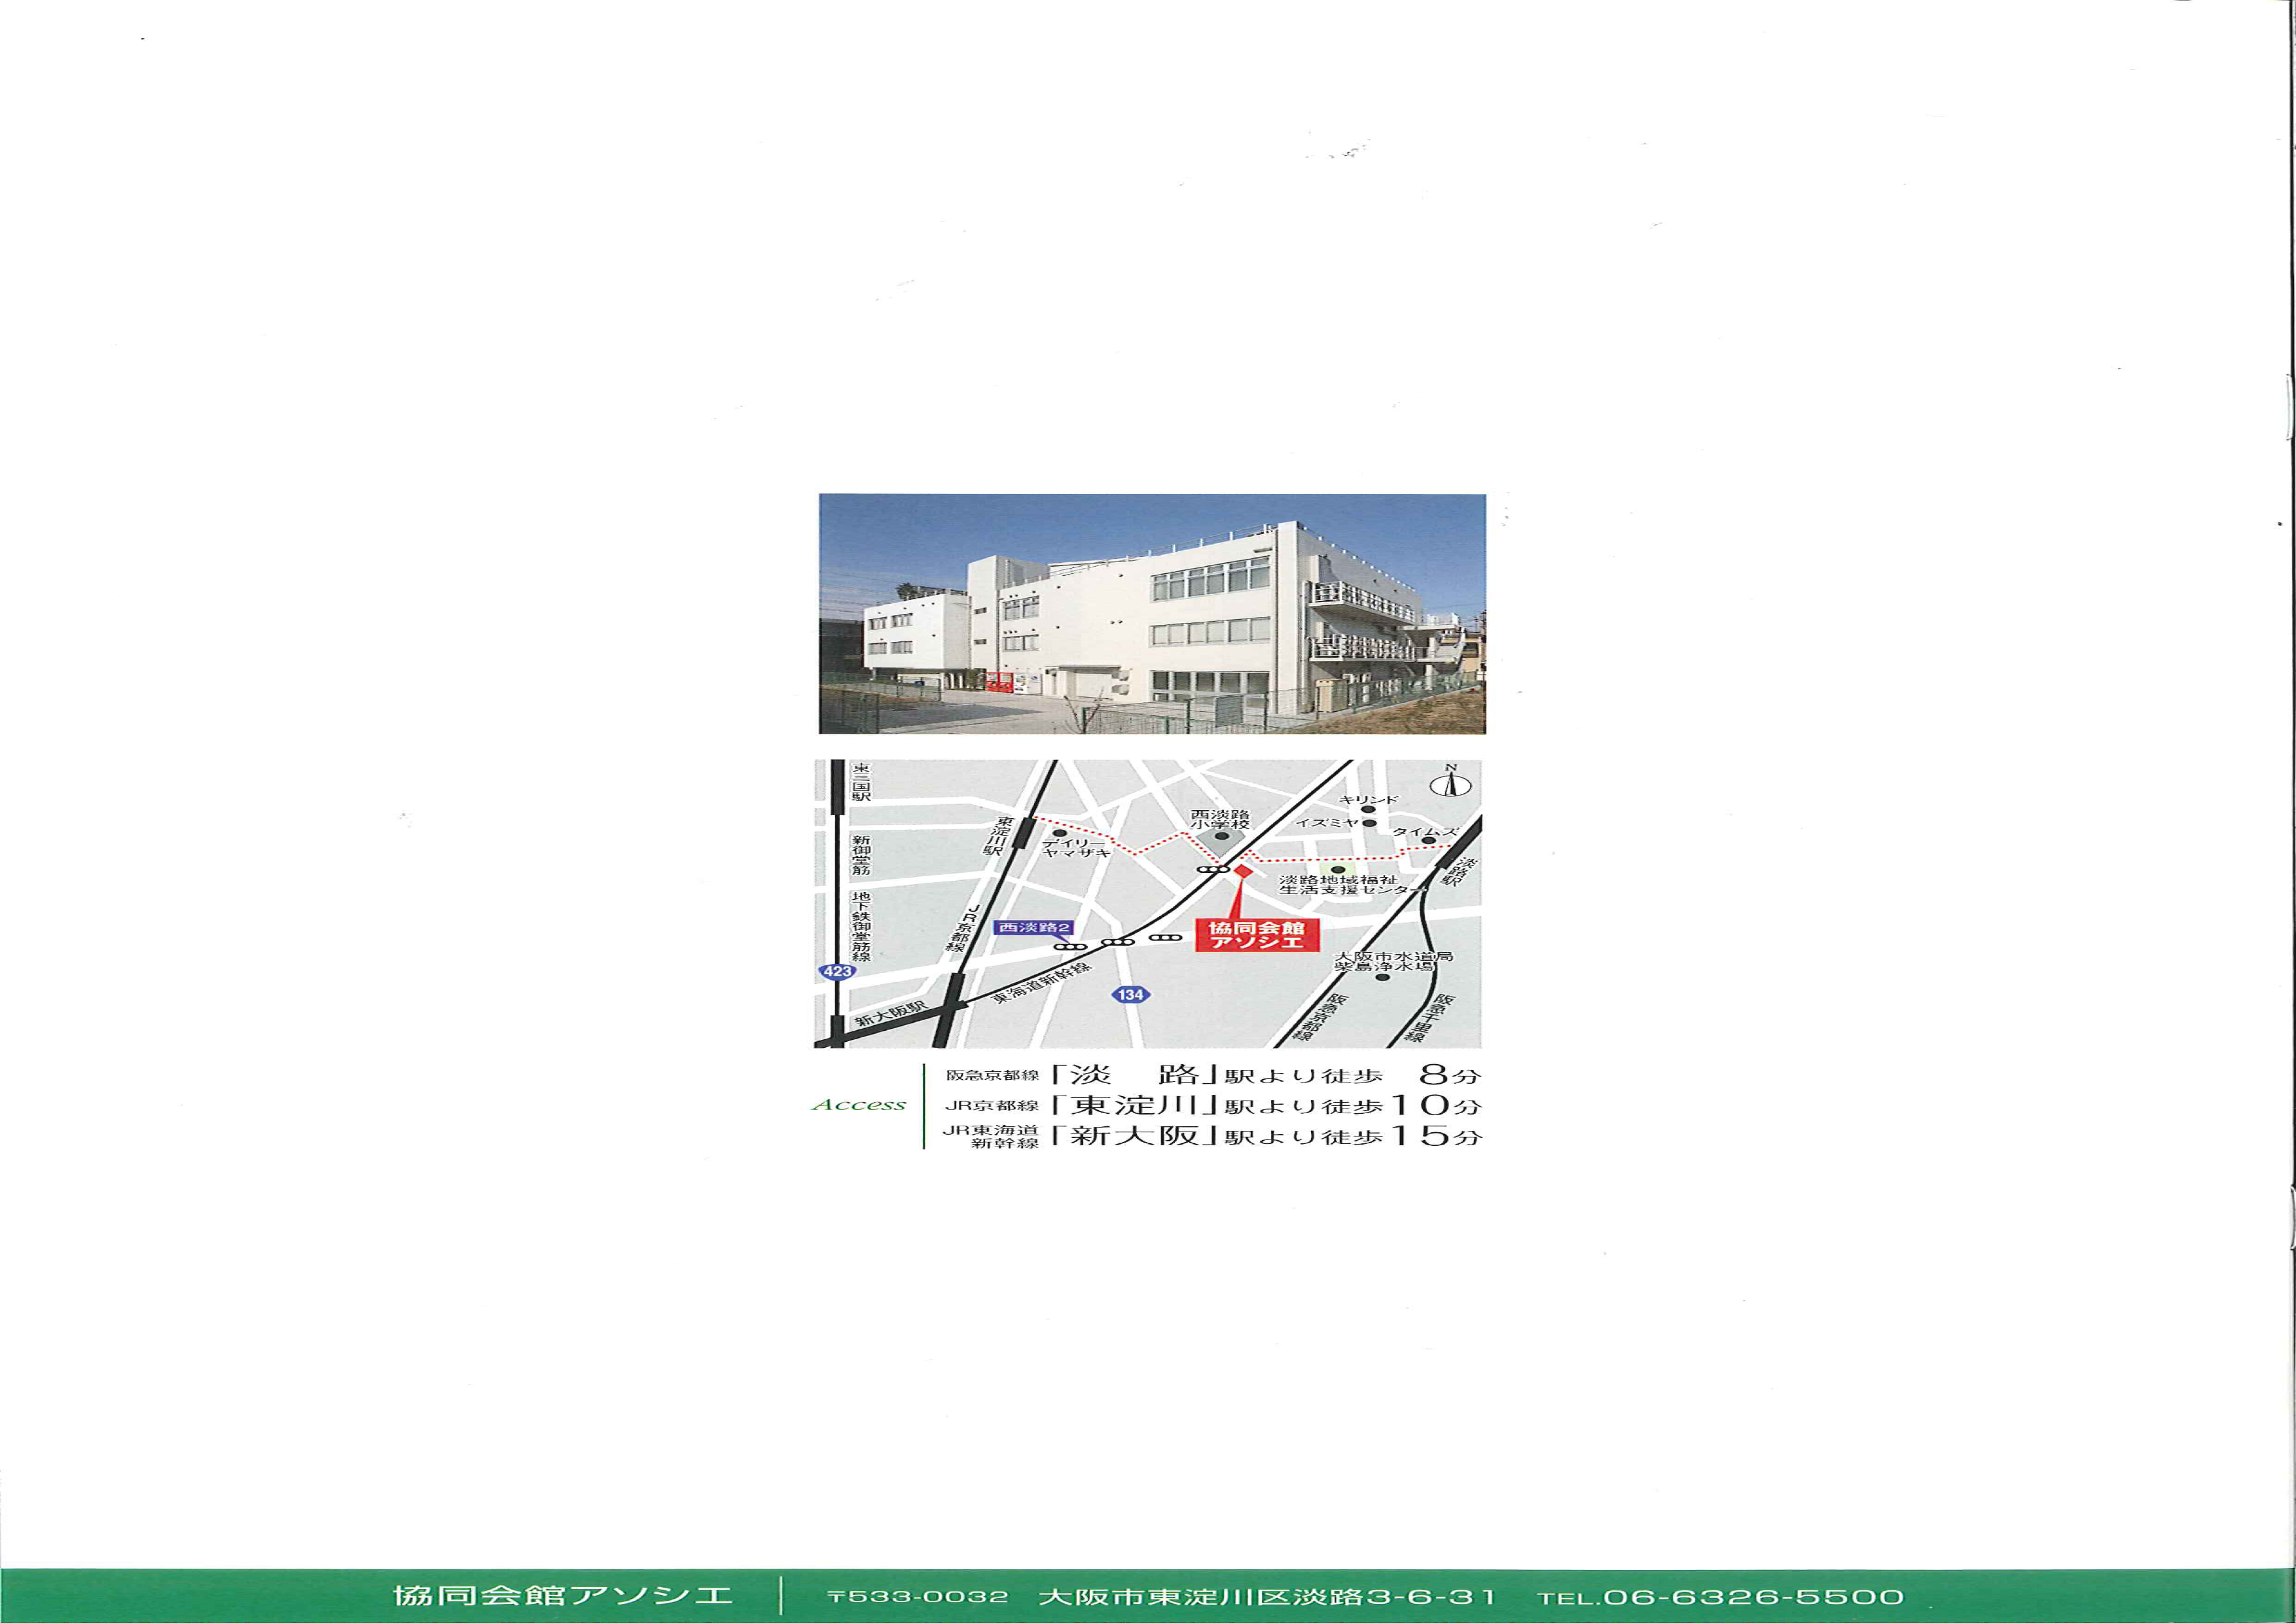 東三国駅
新御堂筋
地下鉄御堂筋線
423
新大阪駅
東淀川駅
JR京都線
デイリー
ヤマザキ
西淡路2
東海道新幹線
134
西淡路
小学校
キリンド
イズミヤ
タイムズ
N
淡路駅
淡路地域福祉
生活支援センター
協同会館
アソシエ
大阪市水道局
柴島浄水場
阪急京都線
阪急千里線
Access
阪急京都線「淡 路」駅より徒歩 8分
JR京都線「東淀川」駅より徒歩10分
JR東海道
新幹線「新大阪」駅より徒歩15分
協同会館アソシエ 〒533-0032 大阪市東淀川区淡路3-6-31 TEL.06-6326-5500